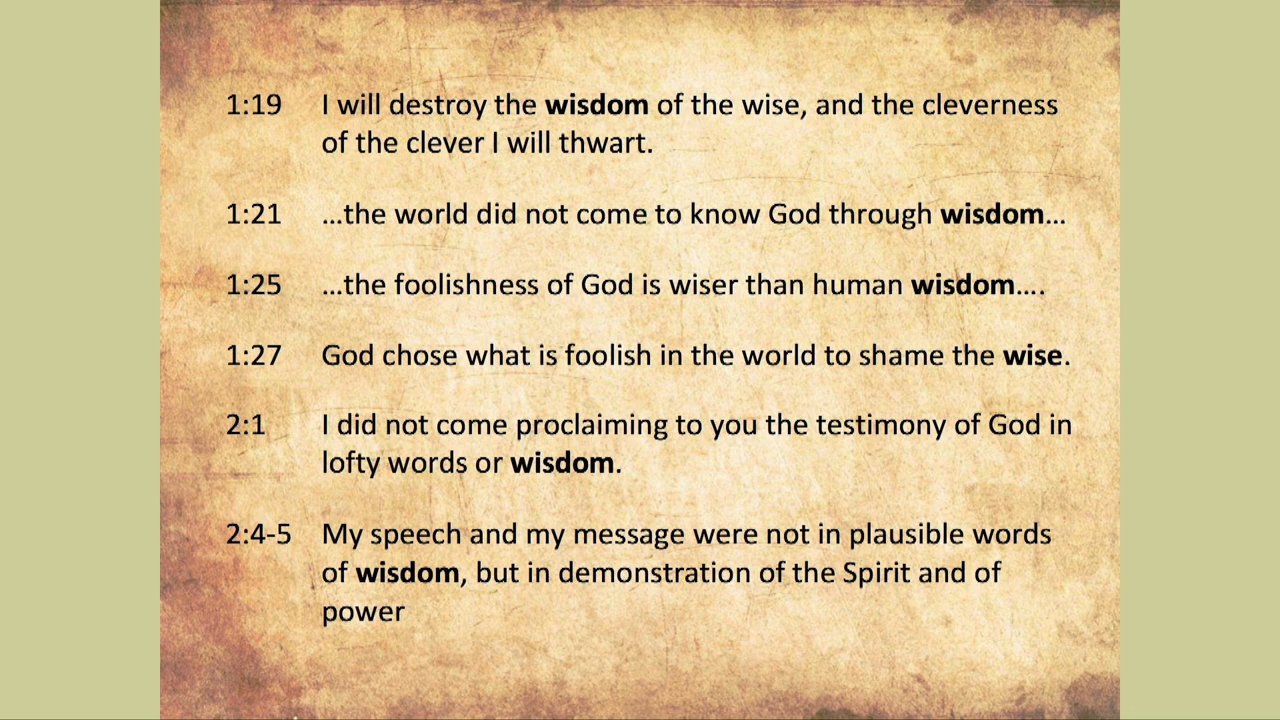 1:19 I will destroy the wisdom of the wise, and the cleverness
of the clever I will thwart.
1:21 …the world did not come to know God through wisdom…
1:25 …the foolishness of God is wiser than human wisdom….
1:27 God chose what is foolish in the world to shame the wise.
2:1 I did not come proclaiming to you the testimony of God in
lofty words or wisdom.
2:4-5 My speech and my message were not in plausible words
of wisdom, but in demonstration of the Spirit and of
power